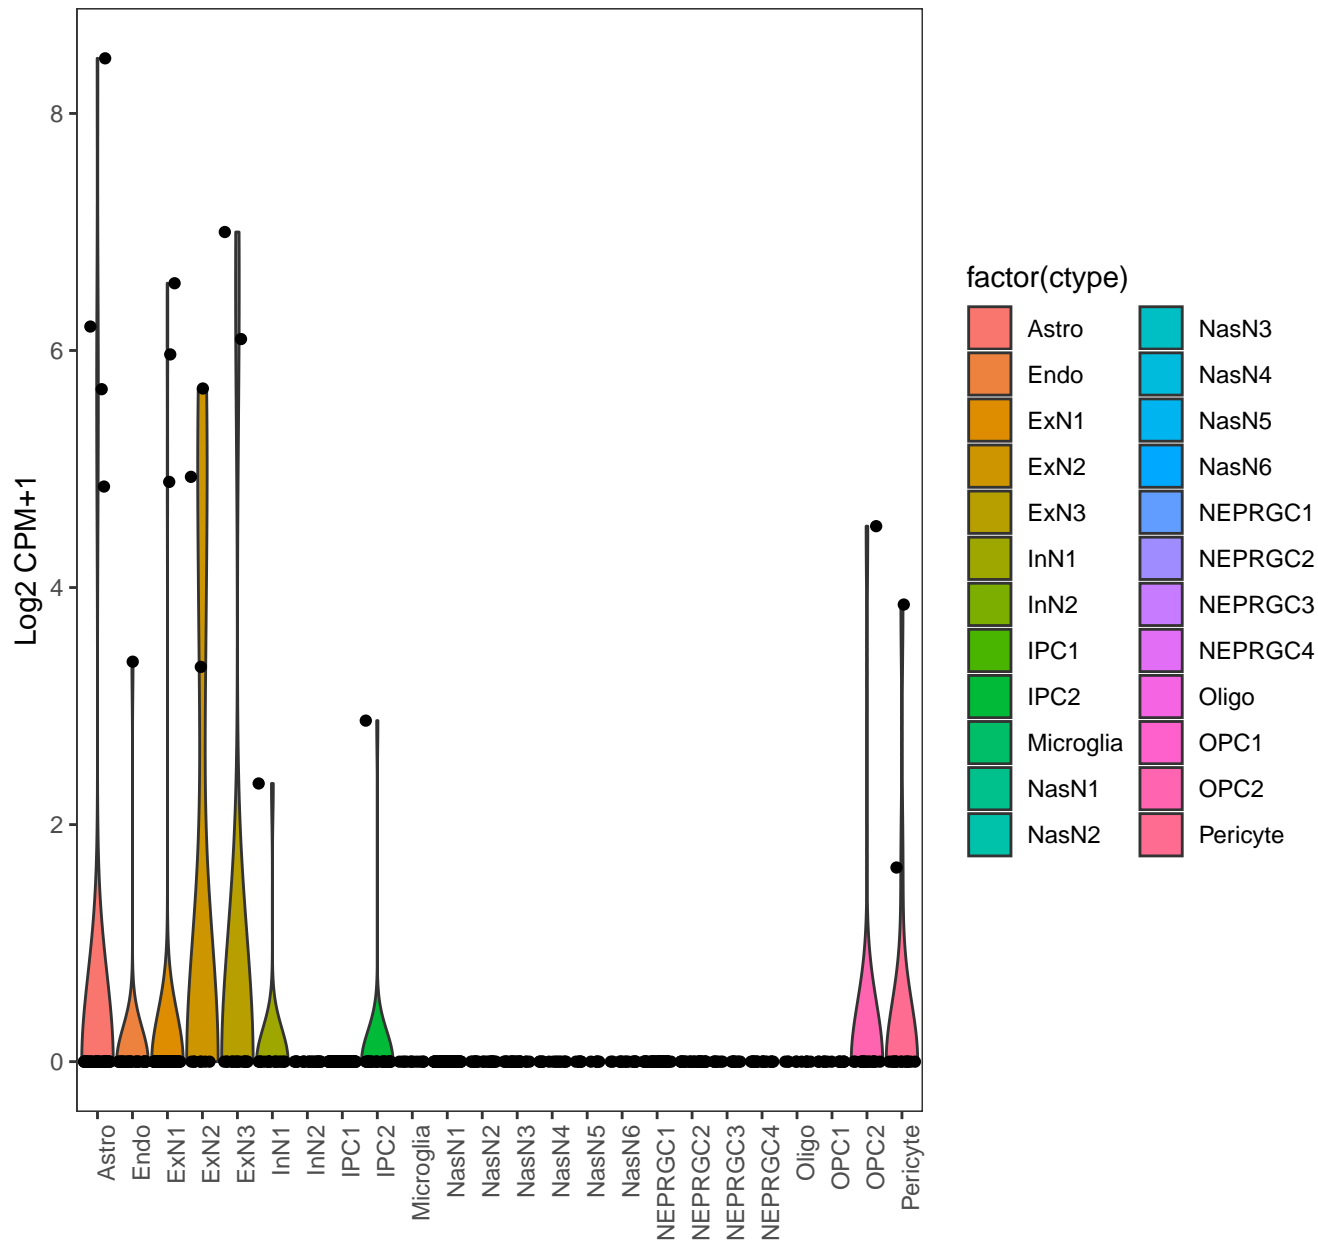 Log2 CPM+1
8
6
4
2
0
Astro
Endo
ExN1
ExN2
ExN3
InN1
InN2
IPC1
IPC2
Microglia
NasN1
NasN2
NasN3
NasN4
NasN5
NasN6
NEPRGC1
NEPRGC2
NEPRGC3
NEPRGC4
Oligo
OPC1
OPC2
Pericyte
factor(ctype)
Astro
Endo
ExN1
ExN2
ExN3
InN1
InN2
IPC1
IPC2
Microglia
NasN1
NasN2
NasN3
NasN4
NasN5
NasN6
NEPRGC1
NEPRGC2
NEPRGC3
NEPRGC4
Oligo
OPC1
OPC2
Pericyte